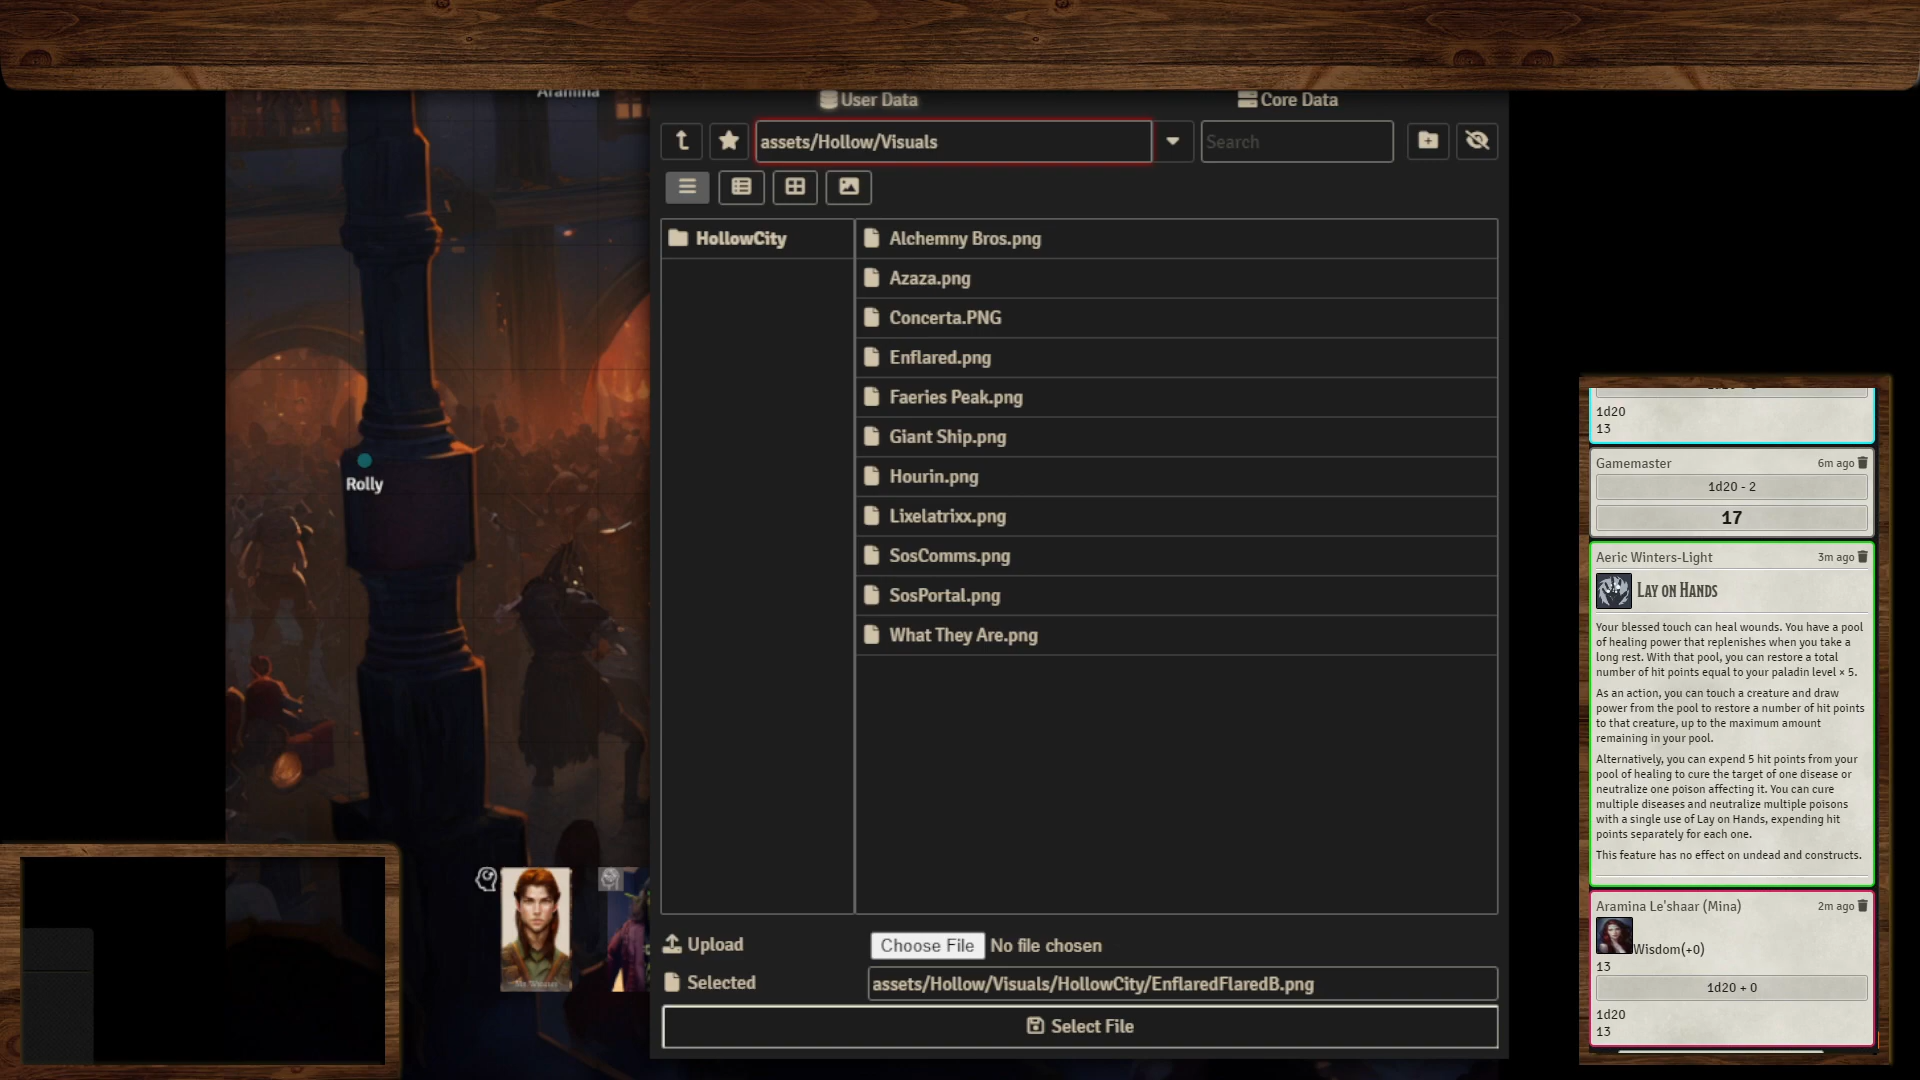 Aramina
User Data
Core Data
assets/Hollow/Visuals
Search
HollowCity
Alchemny Bros.png
Azaza.png
Concerta.PNG
Enflared.png
Faeries Peak.png
Giant Ship.png
Hourin.png
Lixelatrixx.png
SosComms.png
SosPortal.png
What They Are.png
Upload
Choose File No file chosen
Selected
assets/Hollow/Visuals/HollowCity/EnflaredFlaredB.png
Select File
Rolly
1d20
13
Gamemaster 6m ago
1d20 - 2
17
Aeric Winters-Light 3m ago
Lay on Hands
Your blessed touch can heal wounds. You have a pool
of healing power that replenishes when you take a
long rest. With that pool, you can restore a total
number of hit points equal to your paladin level × 5.
As an action, you can touch a creature and draw
power from the pool to restore a number of hit points
to that creature, up to the maximum amount
remaining in your pool.
Alternatively, you can expend 5 hit points from your
pool of healing to cure the target of one disease or
neutralize one poison affecting it. You can cure
multiple diseases and neutralize multiple poisons
with a single use of Lay on Hands, expending hit
points separately for each one.
This feature has no effect on undead and constructs.
Aramina Le'shaar (Mina) 2m ago
Wisdom(+0)
13
1d20 + 0
1d20
13